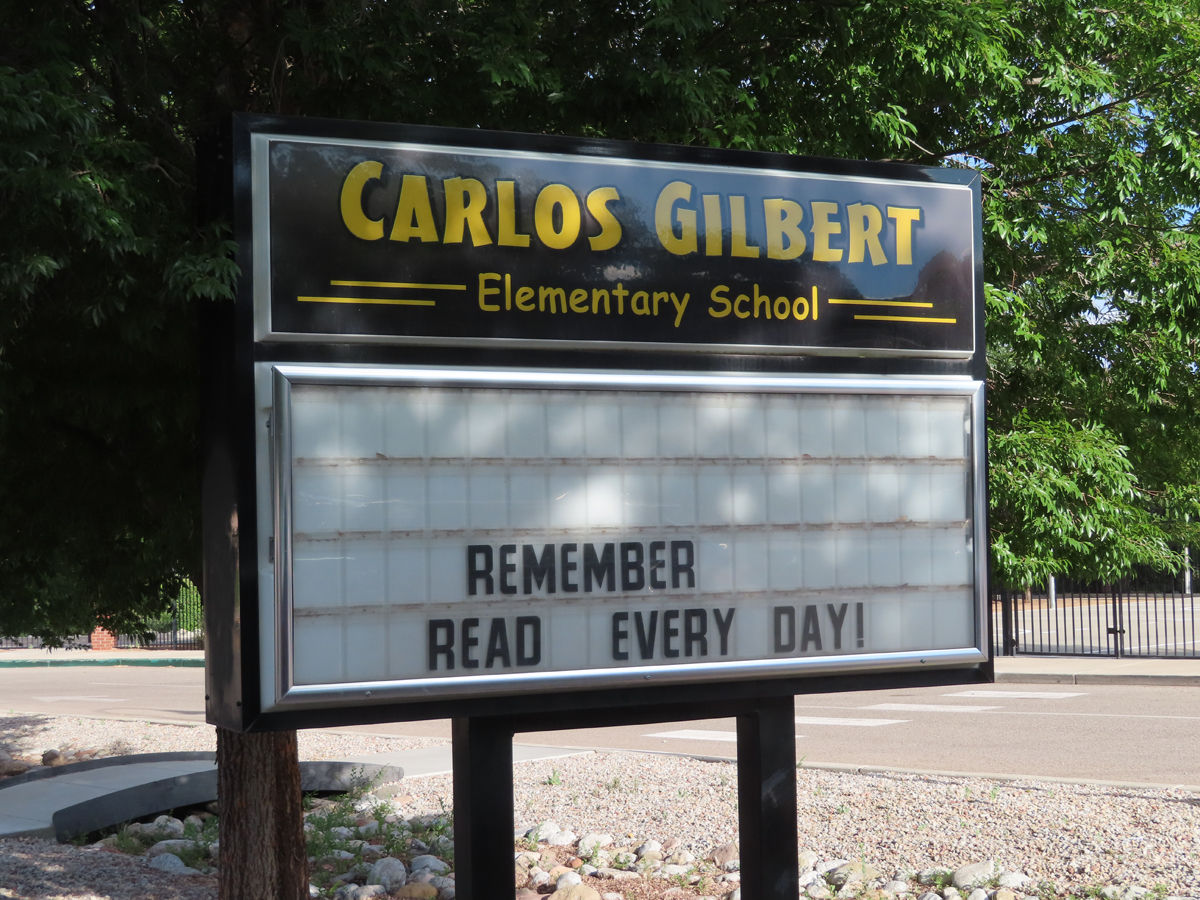 CARLOS GILBERT
Elementary School
REMEMBER
READ EVERY DAY!